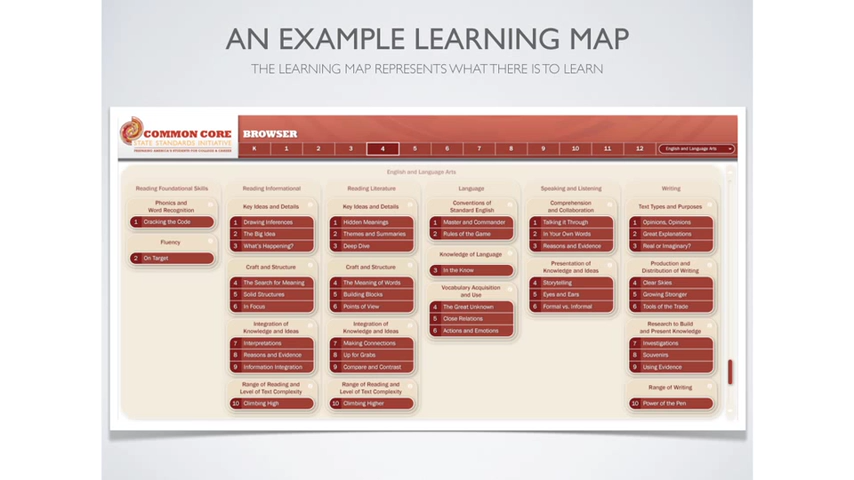 AN EXAMPLE LEARNING MAP
THE LEARNING MAP REPRESENTS WHAT THERE IS TO LEARN
COMMON CORE
STATE STANDARDS INITIATIVE
PREPARING AMERICA'S STUDENTS FOR COLLEGE & CAREER
BROWSER
K 1 2 3 4 5 6 7 8 9 10 11 12
English and Language Arts
English and Language Arts
Reading Foundational Skills
Phonics and
Word Recognition
1 Cracking the Code
Fluency
2 On Target
Reading Informational
Key Ideas and Details
1 Drawing Inferences
2 The Big Idea
3 What's Happening?
Craft and Structure
4 The Search for Meaning
5 Solid Structures
6 In Focus
Integration of
Knowledge and Ideas
7 Interpretations
8 Reasons and Evidence
9 Information Integration
Range of Reading and
Level of Text Complexity
10 Climbing High
Reading Literature
Key Ideas and Details
1 Hidden Meanings
2 Themes and Summaries
3 Deep Dive
Craft and Structure
4 The Meaning of Words
5 Building Blocks
6 Points of View
Integration of
Knowledge and Ideas
7 Making Connections
8 Up for Grabs
9 Compare and Contrast
Range of Reading and
Level of Text Complexity
10 Climbing Higher
Language
Conventions of
Standard English
1 Master and Commander
2 Rules of the Game
Knowledge of Language
3 In the Know
Vocabulary Acquisition
and Use
4 The Great Unknown
5 Close Relations
6 Actions and Emotions
Speaking and Listening
Comprehension
and Collaboration
1 Talking it Through
2 In Your Own Words
3 Reasons and Evidence
Presentation of
Knowledge and Ideas
4 Storytelling
5 Eyes and Ears
6 Formal vs. Informal
Writing
Text Types and Purposes
1 Opinions, Opinions
2 Great Explanations
3 Real or Imaginary?
Production and
Distribution of Writing
4 Clear Skies
5 Growing Stronger
6 Tools of the Trade
Research to Build
and Present Knowledge
7 Investigations
8 Souvenirs
9 Using Evidence
Range of Writing
10 Power of the Pen